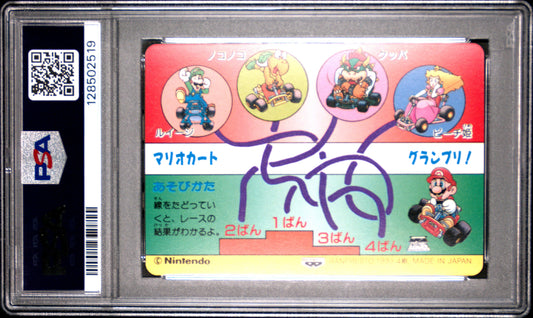 128502519
PSA
ノコノコ
クッパ
ルイージ
ピーチ姫
マリオカート
グランプリ!
あそびかた
線をたどってい
くと、レースの
結果がわかるよ。
2ばん
1ばん
3ばん
4ばん
© Nintendo
MADE IN JAPAN.